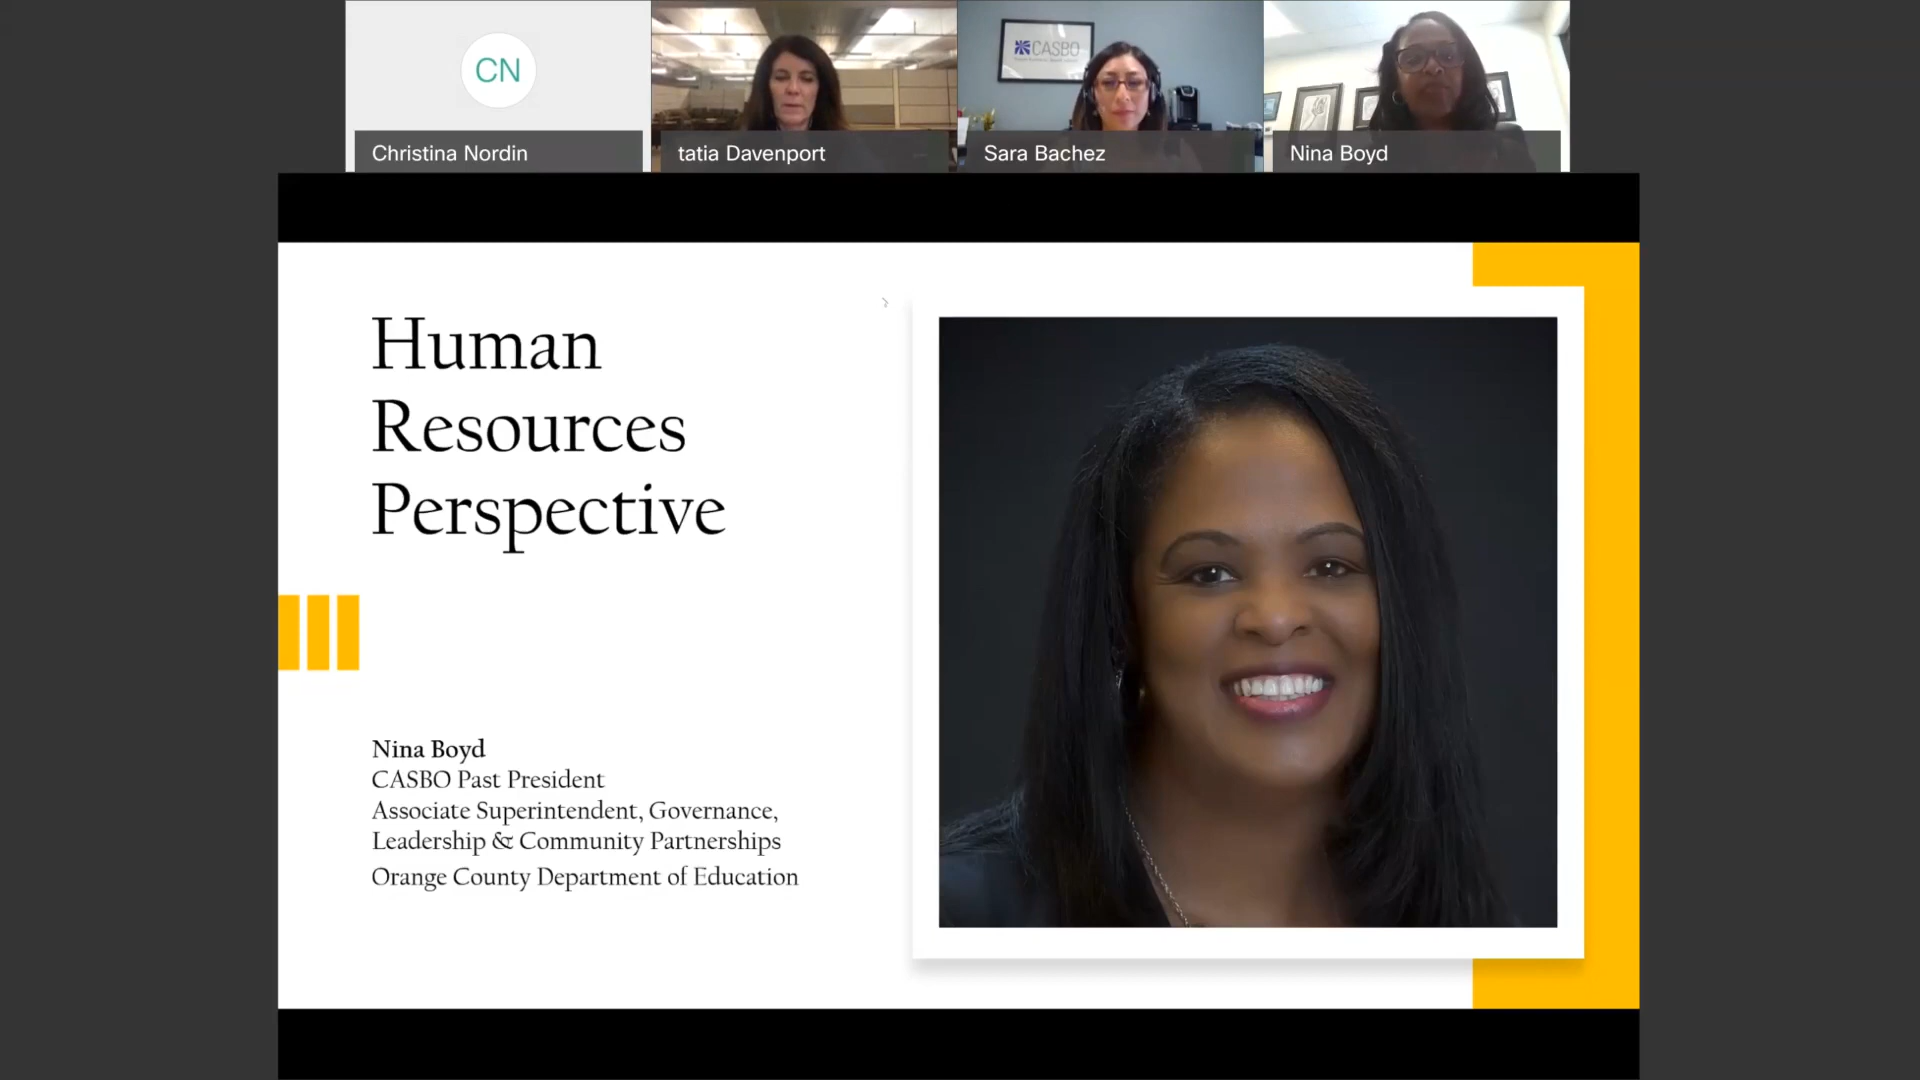 CN
CASBO
Christina Nordin
tatia Davenport
Sara Bachez
Nina Boyd
Human
Resources
Perspective
Nina Boyd
CASBO Past President
Associate Superintendent, Governance,
Leadership & Community Partnerships
Orange County Department of Education